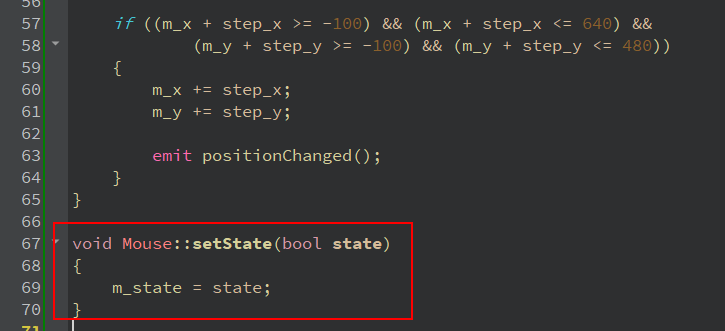 56
57 if ((m_x + step_x >= -100) && (m_x + step_x <= 640) &&
58 (m_y + step_y >= -100) && (m_y + step_y <= 480))
59 {
60 m_x += step_x;
61 m_y += step_y;
62
63 emit positionChanged();
64 }
65 }
66
67 void Mouse::setState(bool state)
68 {
69 m_state = state;
70 }
71